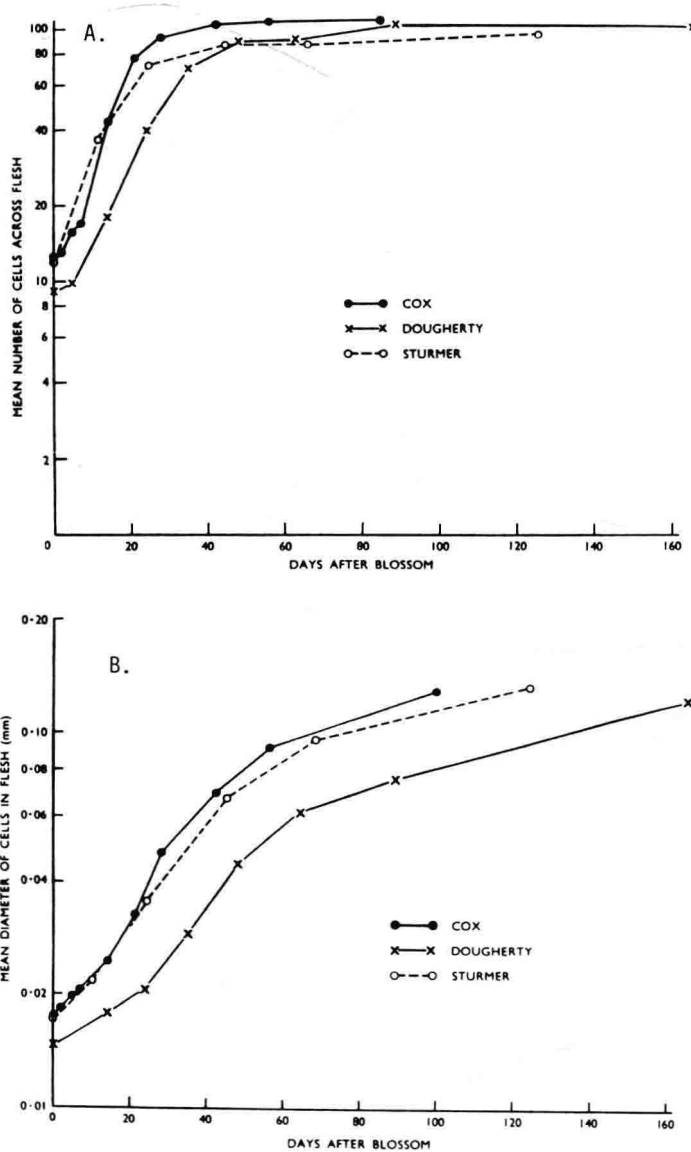 A.
MEAN NUMBER OF CELLS ACROSS FLESH
100
80
60
40
20
10
8
6
4
2
COX
DOUGHERTY
STURMER
0
20
40
60
80
100
120
140
160
DAYS AFTER BLOSSOM
B.
MEAN DIAMETER OF CELLS IN FLESH (mm)
0·20
0·10
0·08
0·06
0·04
0·02
0·01
COX
DOUGHERTY
STURMER
0
20
40
60
80
100
120
140
160
DAYS AFTER BLOSSOM